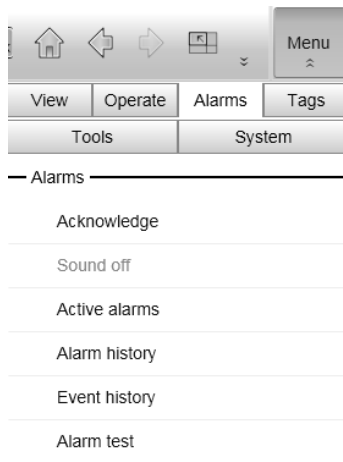 Menu
View Operate Alarms Tags
Tools System
Alarms
Acknowledge
Sound off
Active alarms
Alarm history
Event history
Alarm test